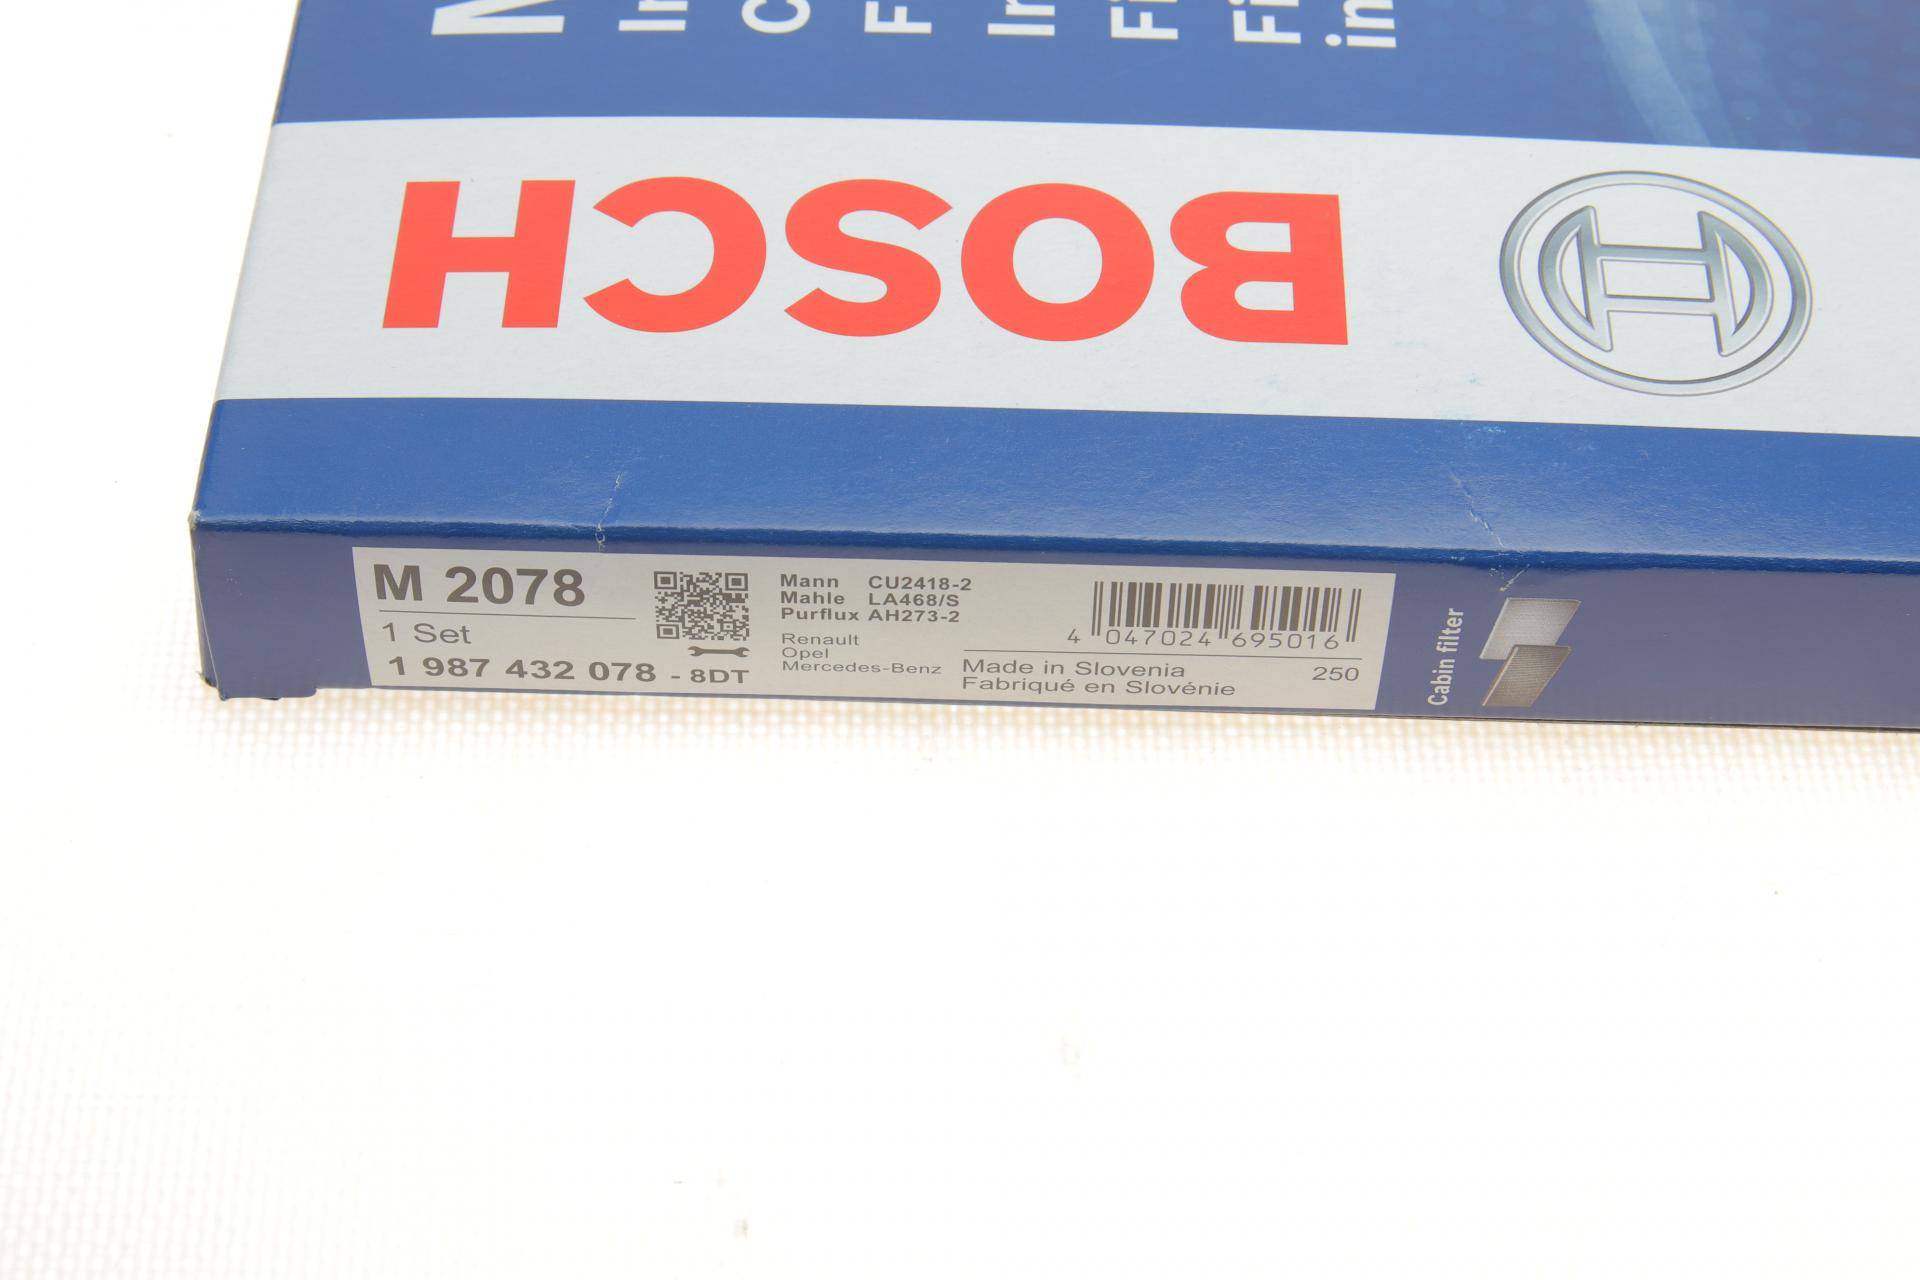 BOSCH
M 2078
1 Set
1 987 432 078 - 8DT
Mann CU2418-2
Mahle LA468/S
Purflux AH273-2
Renault
Opel
Mercedes-Benz
4 047024 695016
Made in Slovenia 250
Fabriqué en Slovénie
Cabin filter